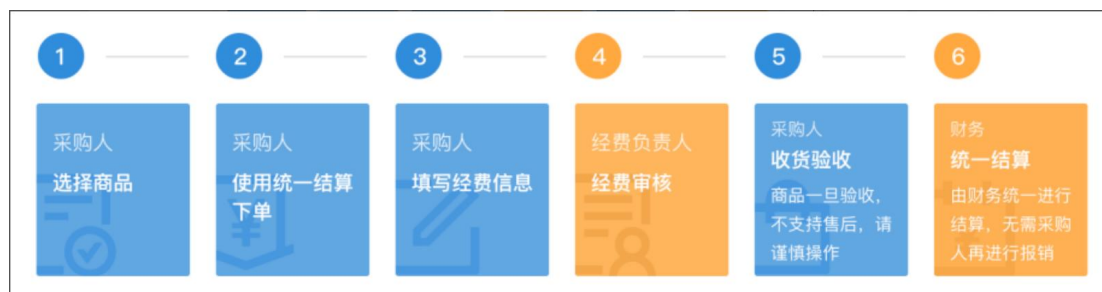 1
2
3
4
5
6
采购人
选择商品
采购人
使用统一结算
下单
采购人
填写经费信息
经费负责人
经费审核
采购人
收货验收
商品一旦验收，
不支持售后，请
谨慎操作
财务
统一结算
由财务统一进行
结算，无需采购
人再进行报销